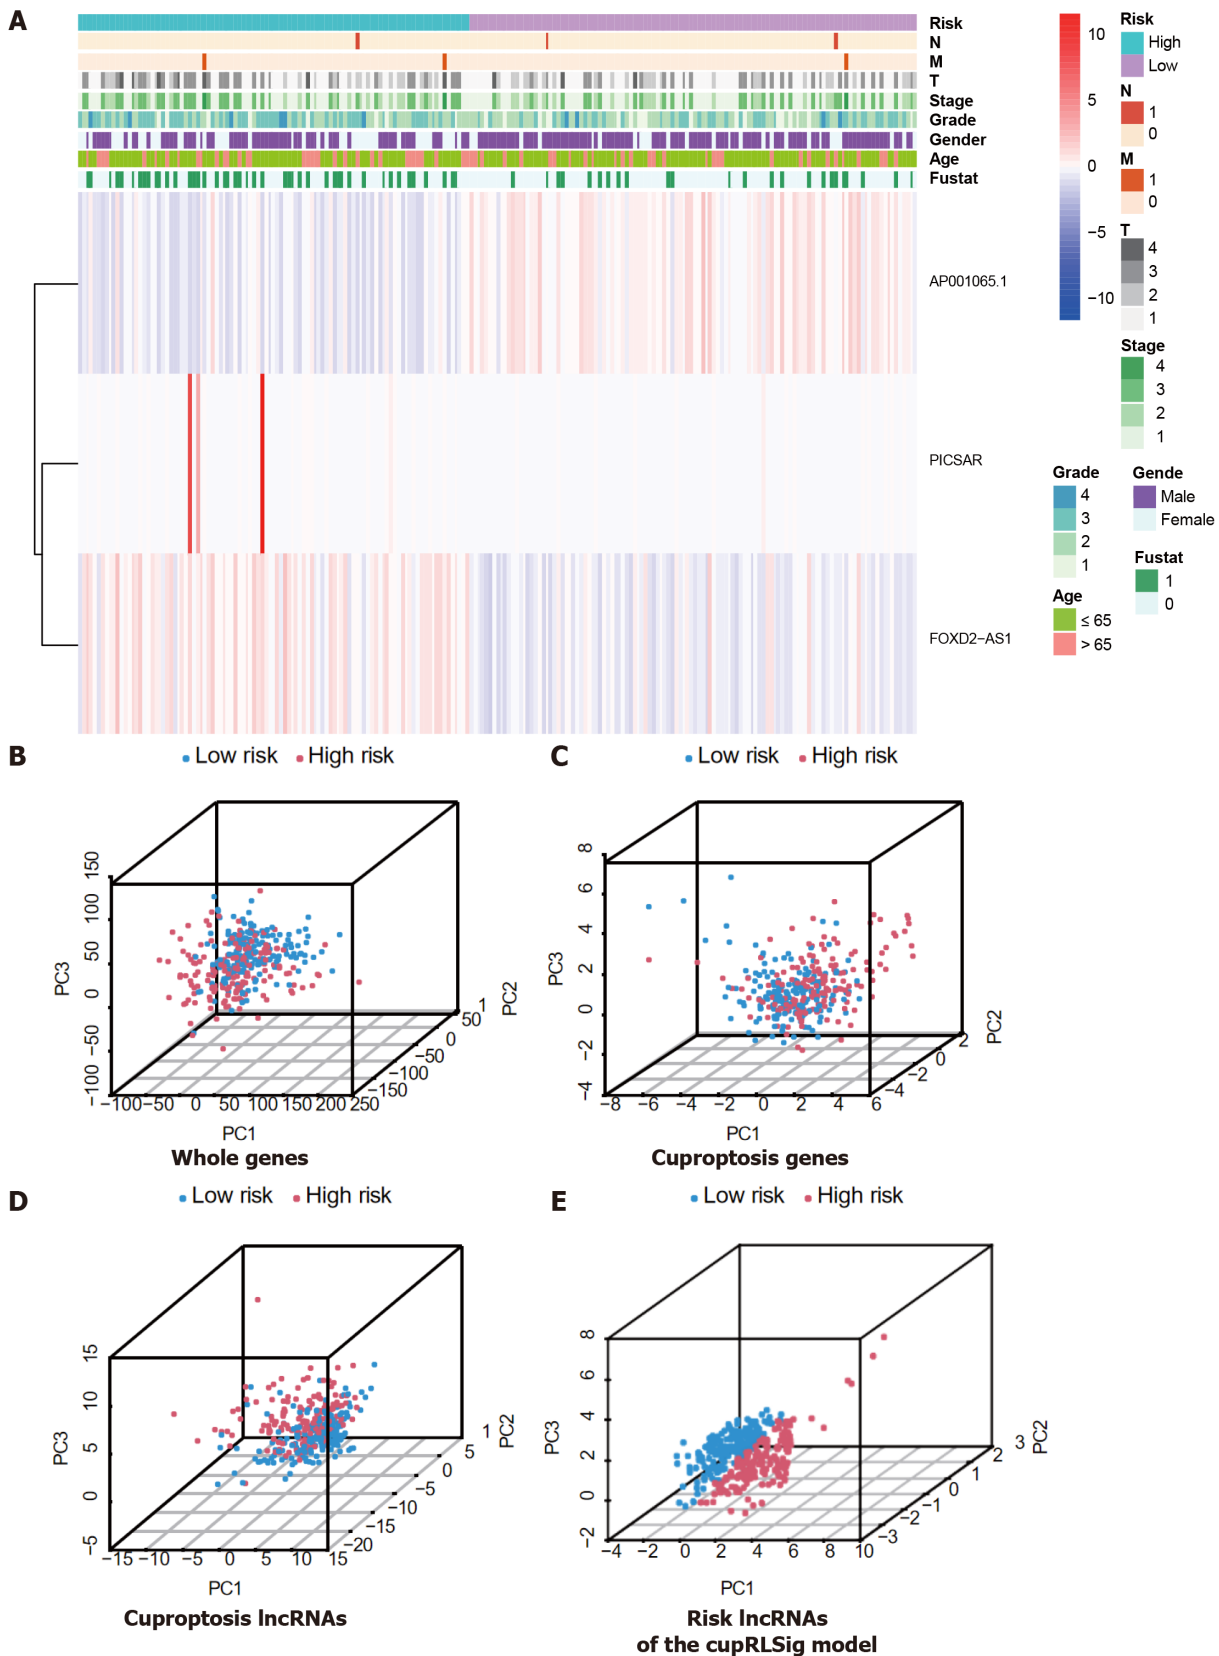 A
Risk
N
M
T
Stage
Grade
Gender
Age
Fustat
AP001065.1
PICSAR
FOXD2−AS1
10
5
0
−5
−10
Risk
High
Low
N
1
0
M
1
0
T
4
3
2
1
Stage
4
3
2
1
Grade
4
3
2
1
Gende
Male
Female
Age
≤ 65
> 65
Fustat
1
0
B
Low risk High risk
150
100
50
0
−50
−100
PC3
−100−50 0 50 100 150 200 250
PC1
−150
−100
−50
0
50
1
PC2
Whole genes
C
Low risk High risk
8
6
4
2
0
−2
−4
PC3
−8 −6 −4 −2 0 2 4 6
PC1
−4
−2
0
2
PC2
Cuproptosis genes
D
Low risk High risk
15
10
5
0
−5
PC3
−15−10 −5 0 5 10 15
PC1
−20
−15
−10
−5
0
5
1
PC2
Cuproptosis lncRNAs
E
Low risk High risk
8
6
4
2
0
−2
PC3
−4 −2 0 2 4 6 8 10
PC1
−3
−2
−1
0
1
2
3
PC2
Risk lncRNAs
of the cupRLSig model